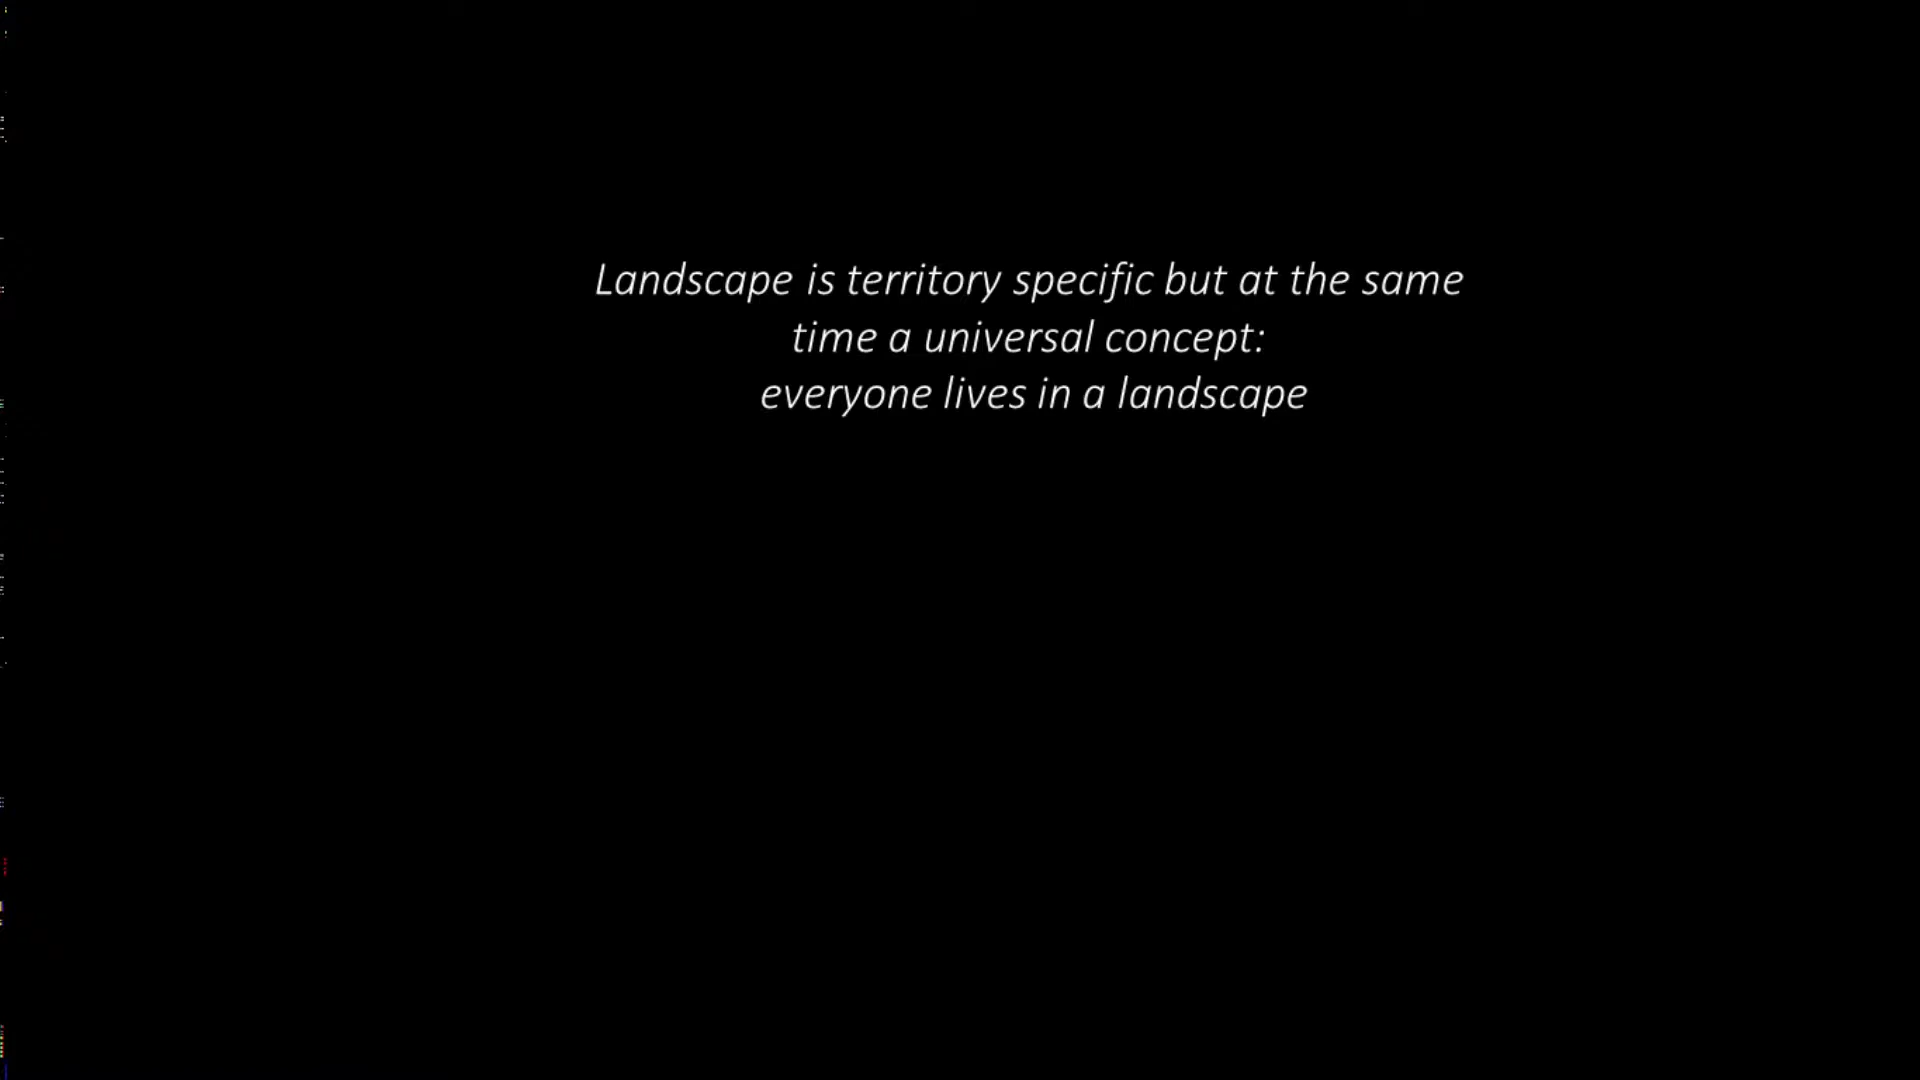 Landscape is territory specific but at the same
time a universal concept:
everyone lives in a landscape